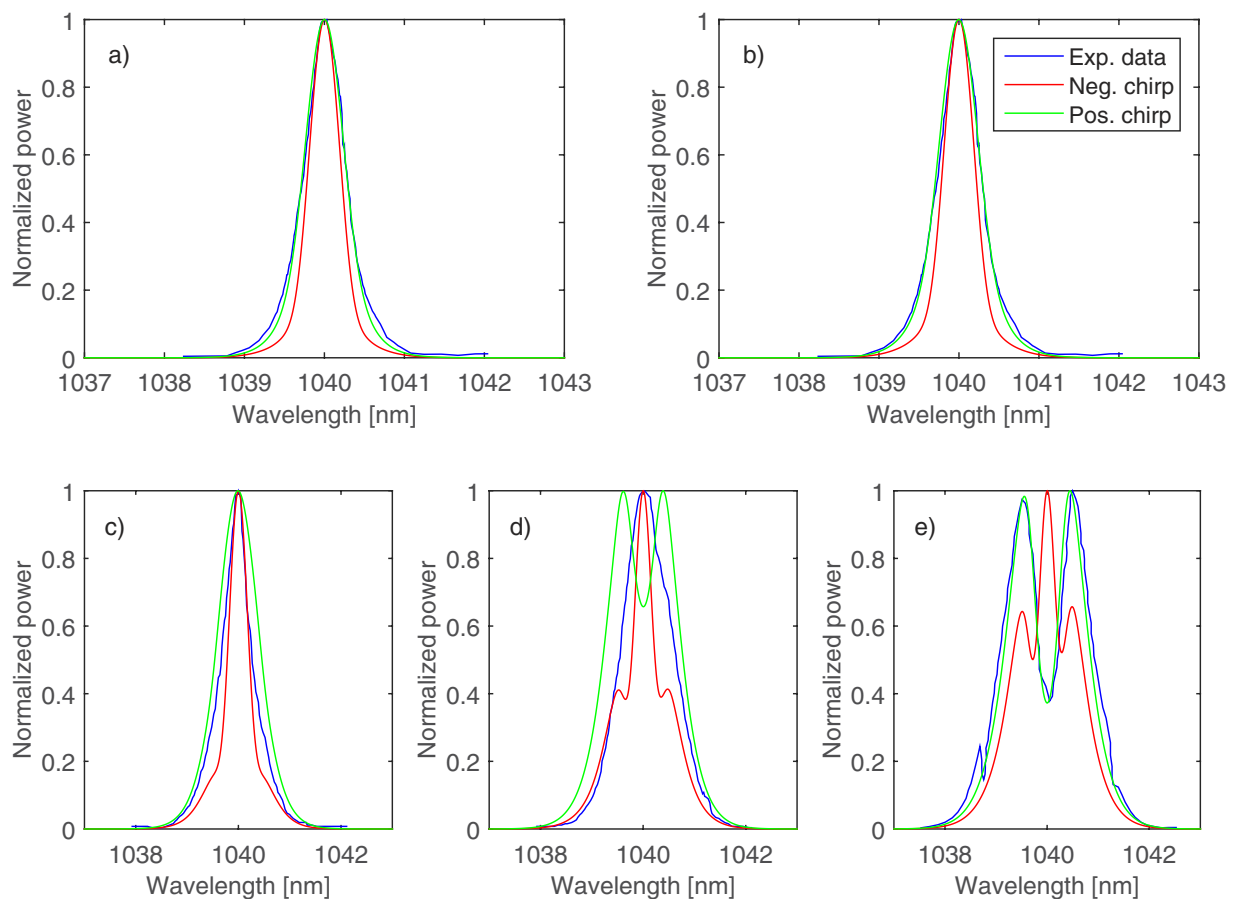 a)
Normalized power
1
0.8
0.6
0.4
0.2
0
1037 1038 1039 1040 1041 1042 1043
Wavelength [nm]
b)
Exp. data
Neg. chirp
Pos. chirp
Normalized power
1
0.8
0.6
0.4
0.2
0
1037 1038 1039 1040 1041 1042 1043
Wavelength [nm]
c)
Normalized power
1
0.8
0.6
0.4
0.2
0
1038 1040 1042
Wavelength [nm]
d)
Normalized power
1
0.8
0.6
0.4
0.2
0
1038 1040 1042
Wavelength [nm]
e)
Normalized power
1
0.8
0.6
0.4
0.2
0
1038 1040 1042
Wavelength [nm]